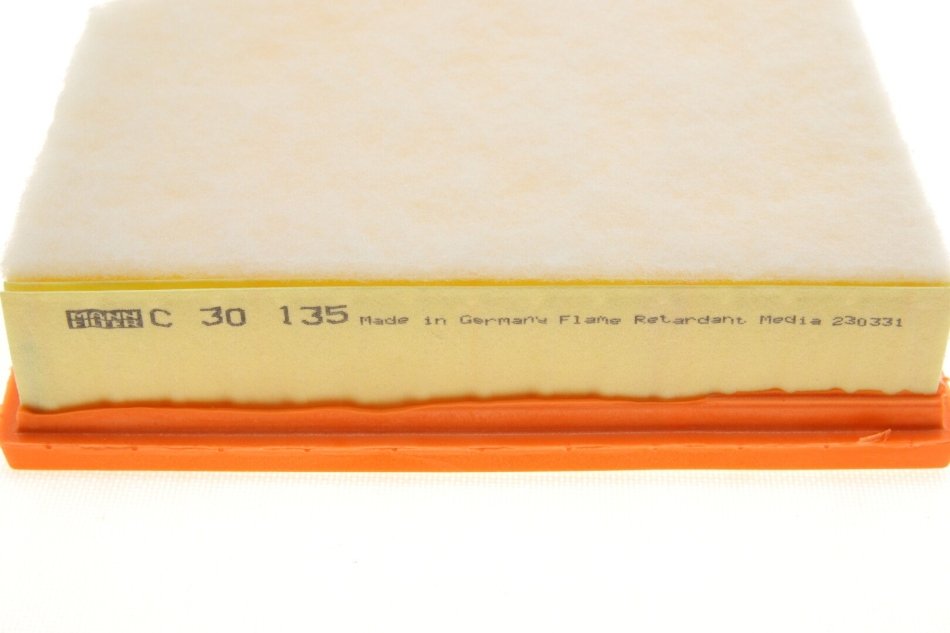 MANN FILTER C 30 135 Made in Germany Flame Retardant Media 230331